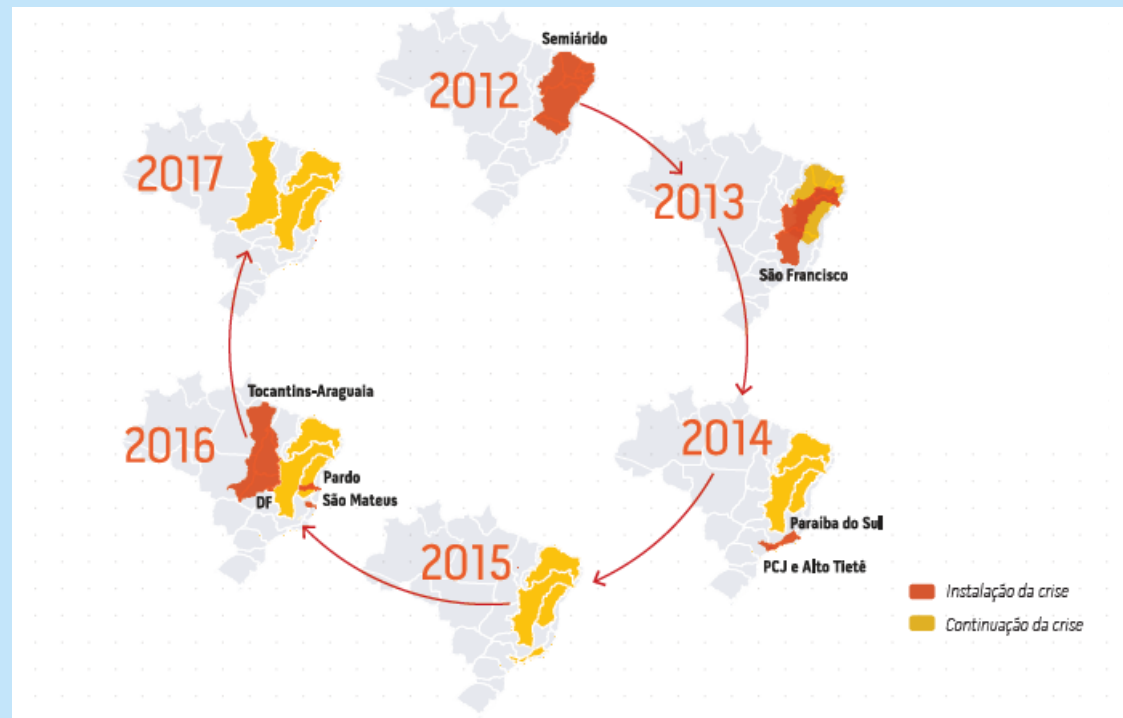 Semiárido
2012
2013
São Francisco
2014
Paraíba do Sul
PCJ e Alto Tietê
2015
2016
Tocantins-Araguaia
Pardo
São Mateus
DF
2017
Instalação da crise
Continuação da crise